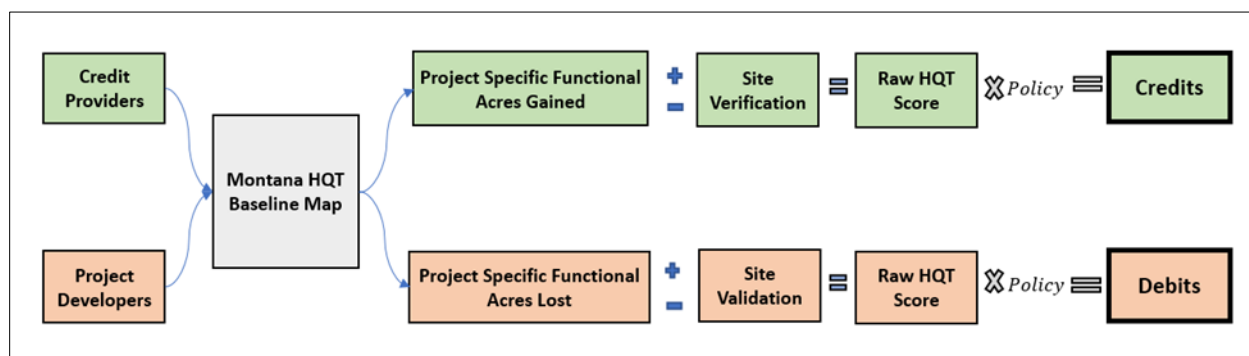 Credit
Providers
Project Specific Functional
Acres Gained
Site
Verification
Raw HQT
Score
Policy
Credits
Montana HQT
Baseline Map
Project
Developers
Project Specific Functional
Acres Lost
Site
Validation
Raw HQT
Score
Policy
Debits